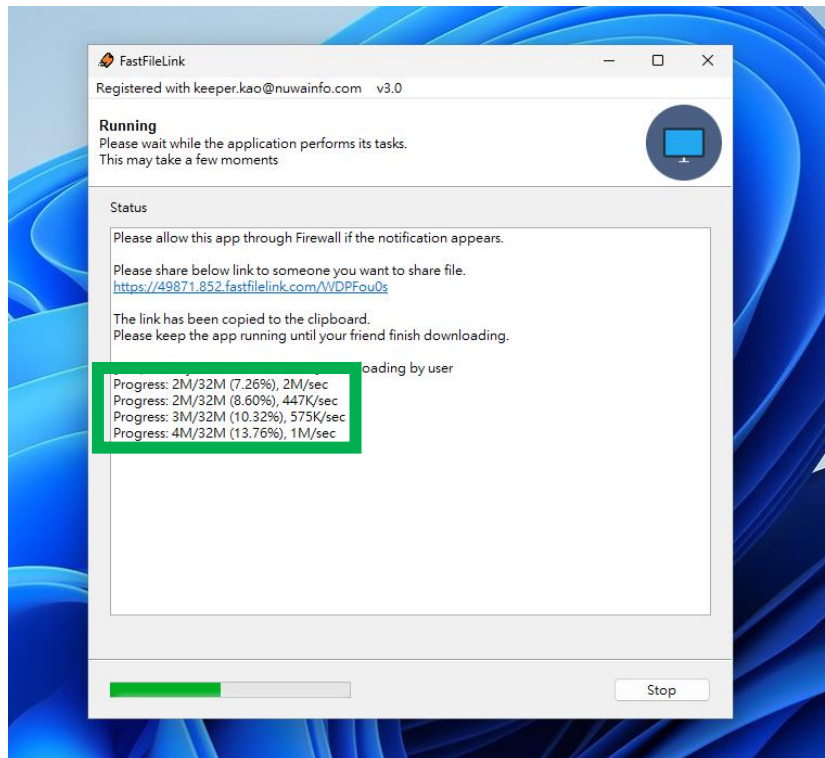 FastFileLink
Registered with keeper.kao@nuwainfo.com v3.0
Running
Please wait while the application performs its tasks.
This may take a few moments
Status
Please allow this app through Firewall if the notification appears.
Please share below link to someone you want to share file.
https://49871.852.fastfilelink.com/WDPFou0s
The link has been copied to the clipboard.
Please keep the app running until your friend finish downloading.
oading by user
Progress: 2M/32M (7.26%), 2M/sec
Progress: 2M/32M (8.60%), 447K/sec
Progress: 3M/32M (10.32%), 575K/sec
Progress: 4M/32M (13.76%), 1M/sec
Stop